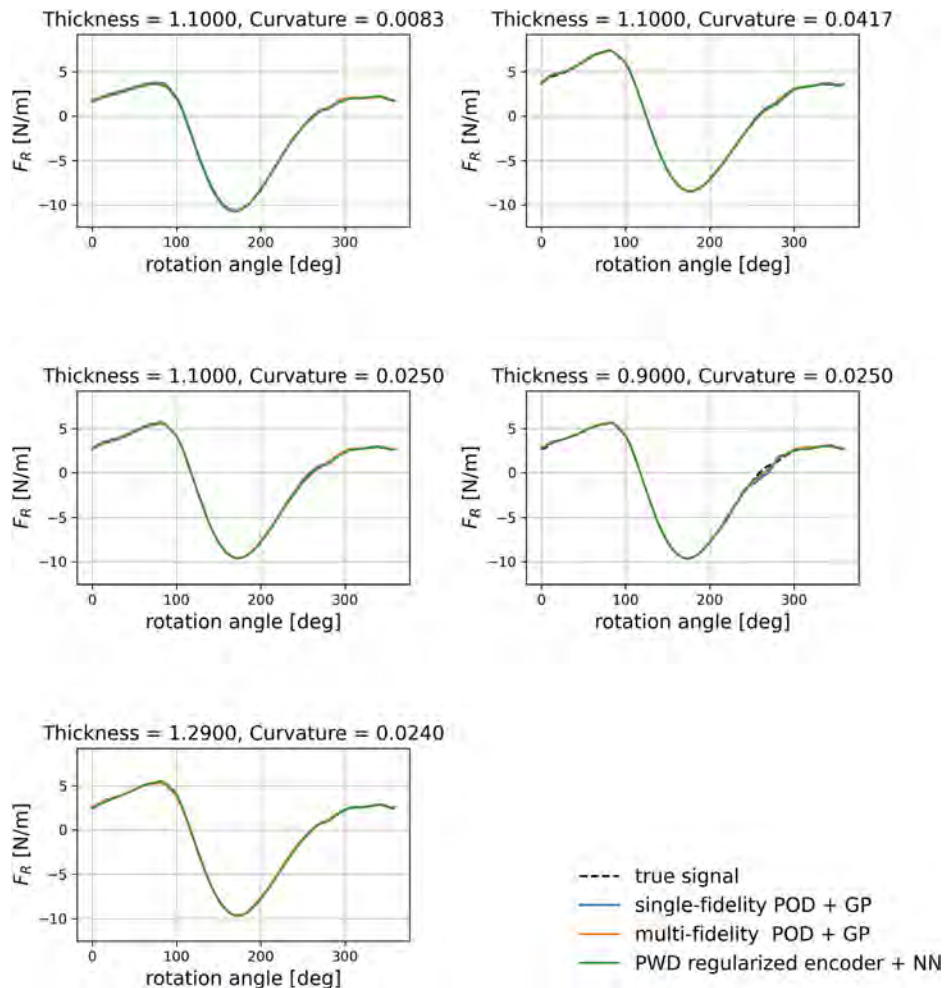 Thickness = 1.1000, Curvature = 0.0083
5
0
−5
−10
F_R [N/m]
0 100 200 300
rotation angle [deg]
Thickness = 1.1000, Curvature = 0.0417
5
0
−5
−10
F_R [N/m]
0 100 200 300
rotation angle [deg]
Thickness = 1.1000, Curvature = 0.0250
5
0
−5
−10
F_R [N/m]
0 100 200 300
rotation angle [deg]
Thickness = 0.9000, Curvature = 0.0250
5
0
−5
−10
F_R [N/m]
0 100 200 300
rotation angle [deg]
Thickness = 1.2900, Curvature = 0.0240
5
0
−5
−10
F_R [N/m]
0 100 200 300
rotation angle [deg]
true signal
single-fidelity POD + GP
multi-fidelity POD + GP
PWD regularized encoder + NN